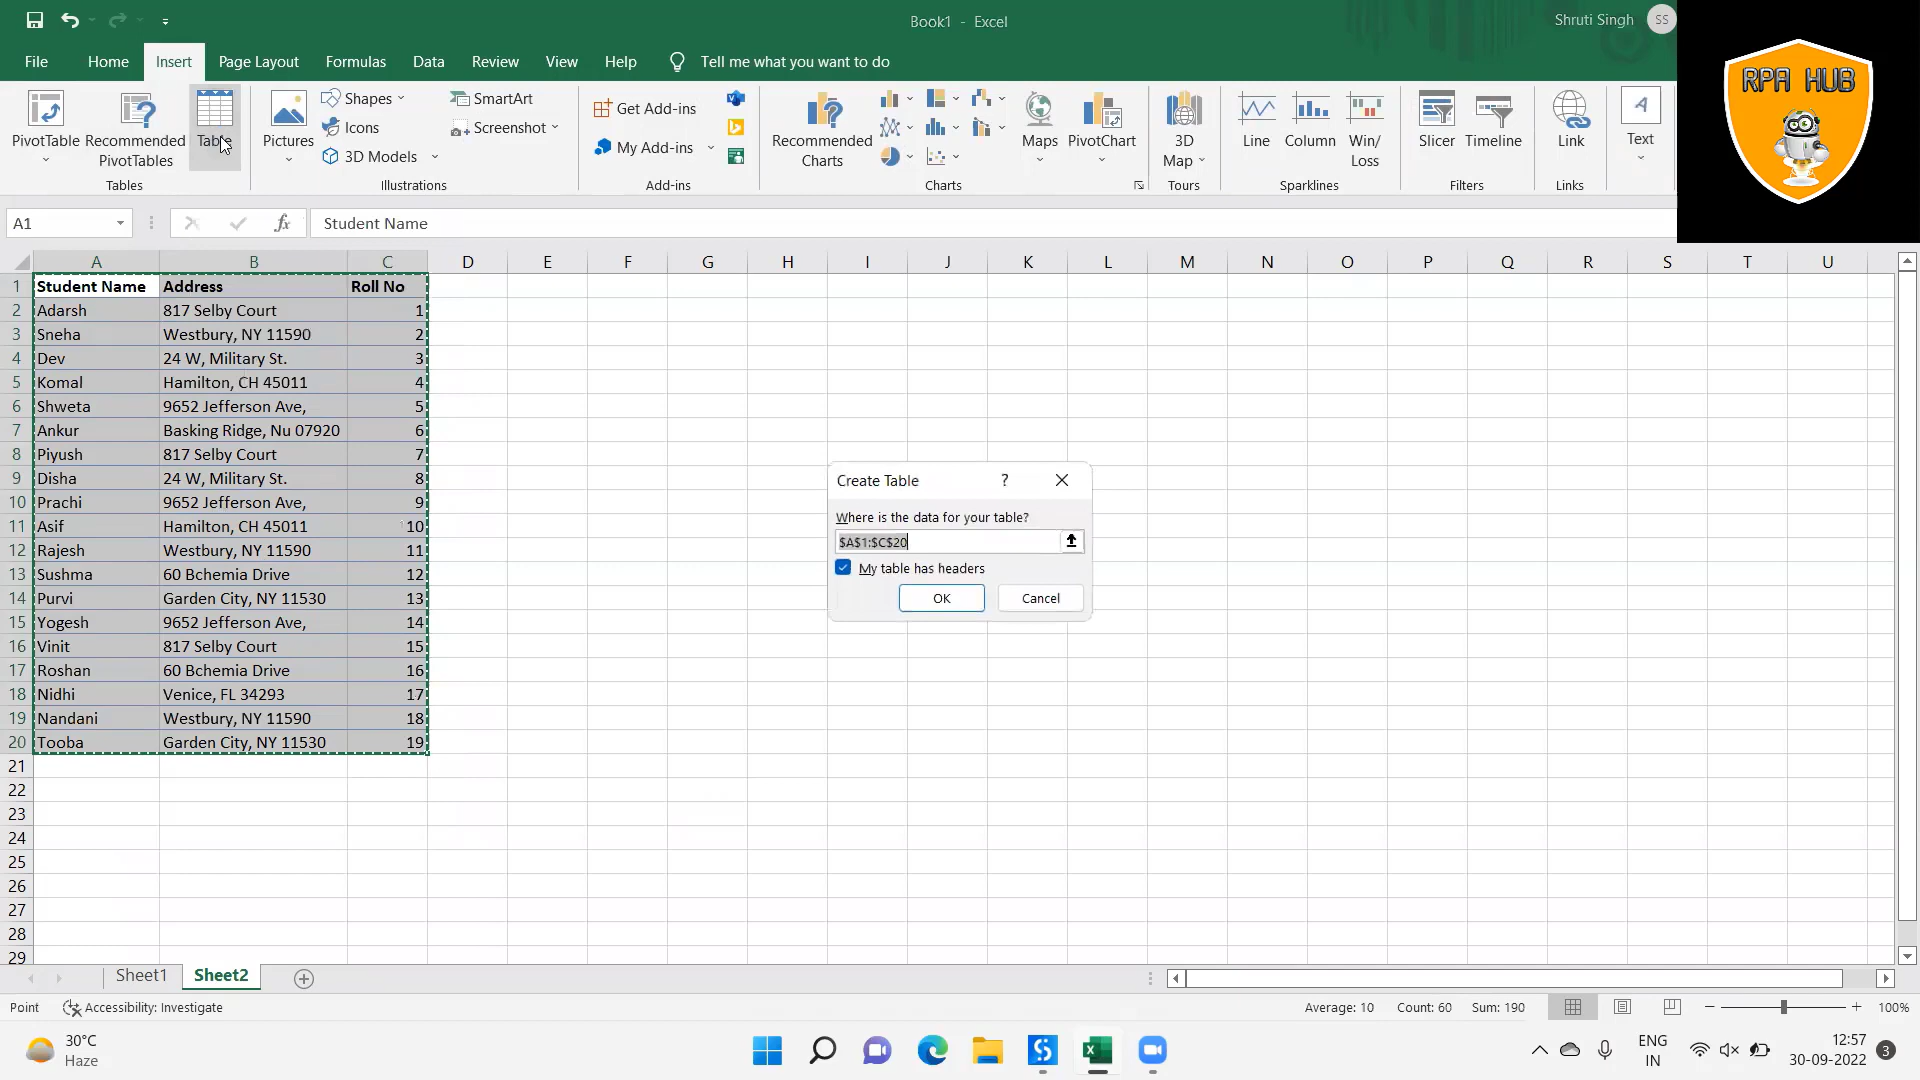 Book1 - Excel
Shruti Singh SS
RPA HUB
File Home Insert Page Layout Formulas Data Review View Help Tell me what you want to do
PivotTable
Recommended PivotTables
Table
Tables
Pictures
Shapes
Icons
3D Models
SmartArt
Screenshot
Illustrations
Get Add-ins
My Add-ins
Add-ins
Recommended Charts
Maps
PivotChart
Charts
3D Map
Tours
Line
Column
Win/ Loss
Sparklines
Slicer
Timeline
Filters
Link
Links
Text
A1 fx Student Name
A B C D E F G H I J K L M N O P Q R S T U
1 Student Name Address Roll No
2 Adarsh 817 Selby Court 1
3 Sneha Westbury, NY 11590 2
4 Dev 24 W, Military St. 3
5 Komal Hamilton, CH 45011 4
6 Shweta 9652 Jefferson Ave, 5
7 Ankur Basking Ridge, Nu 07920 6
8 Piyush 817 Selby Court 7
9 Disha 24 W, Military St. 8
10 Prachi 9652 Jefferson Ave, 9
11 Asif Hamilton, CH 45011 10
12 Rajesh Westbury, NY 11590 11
13 Sushma 60 Bchemia Drive 12
14 Purvi Garden City, NY 11530 13
15 Yogesh 9652 Jefferson Ave, 14
16 Vinit 817 Selby Court 15
17 Roshan 60 Bchemia Drive 16
18 Nidhi Venice, FL 34293 17
19 Nandani Westbury, NY 11590 18
20 Tooba Garden City, NY 11530 19
21
22
23
24
25
26
27
28
29
Create Table ?
Where is the data for your table?
$A$1:$C$20
My table has headers
OK Cancel
Sheet1 Sheet2
Point Accessibility: Investigate Average: 10 Count: 60 Sum: 190 100%
30°C
Haze
ENG
IN
12:57
30-09-2022
3